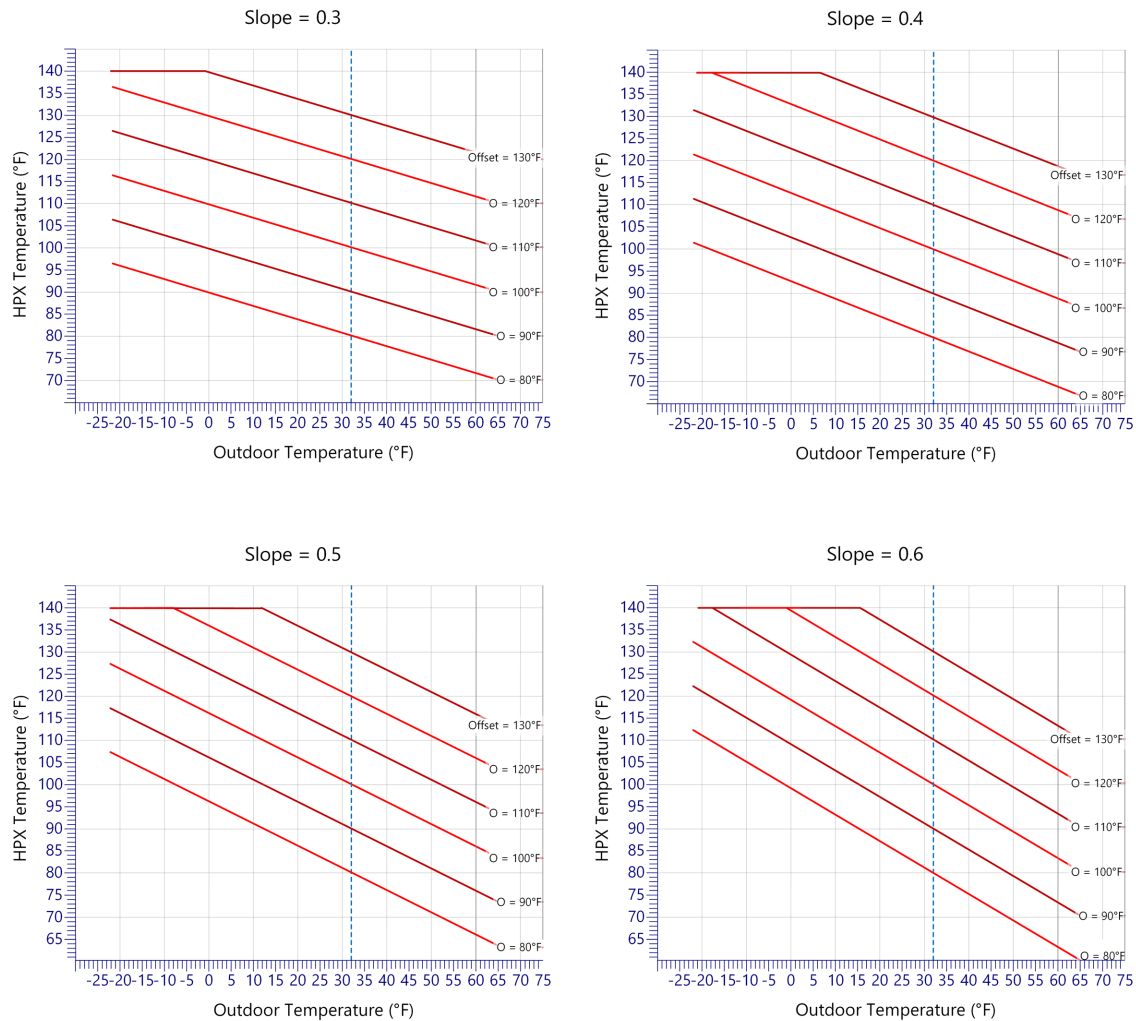 Slope = 0.3
140
135
130
125
120
115
110
105
100
95
90
85
80
75
70
HPX Temperature (°F)
Offset = 130°F
O = 120°F
O = 110°F
O = 100°F
O = 90°F
O = 80°F
-25 -20 -15 -10 -5 0 5 10 15 20 25 30 35 40 45 50 55 60 65 70 75
Outdoor Temperature (°F)
Slope = 0.4
140
135
130
125
120
115
110
105
100
95
90
85
80
75
70
HPX Temperature (°F)
Offset = 130°F
O = 120°F
O = 110°F
O = 100°F
O = 90°F
O = 80°F
-25 -20 -15 -10 -5 0 5 10 15 20 25 30 35 40 45 50 55 60 65 70 75
Outdoor Temperature (°F)
Slope = 0.5
140
135
130
125
120
115
110
105
100
95
90
85
80
75
70
65
HPX Temperature (°F)
Offset = 130°F
O = 120°F
O = 110°F
O = 100°F
O = 90°F
O = 80°F
-25 -20 -15 -10 -5 0 5 10 15 20 25 30 35 40 45 50 55 60 65 70 75
Outdoor Temperature (°F)
Slope = 0.6
140
135
130
125
120
115
110
105
100
95
90
85
80
75
70
65
HPX Temperature (°F)
Offset = 130°F
O = 120°F
O = 110°F
O = 100°F
O = 90°F
O = 80°F
-25 -20 -15 -10 -5 0 5 10 15 20 25 30 35 40 45 50 55 60 65 70 75
Outdoor Temperature (°F)